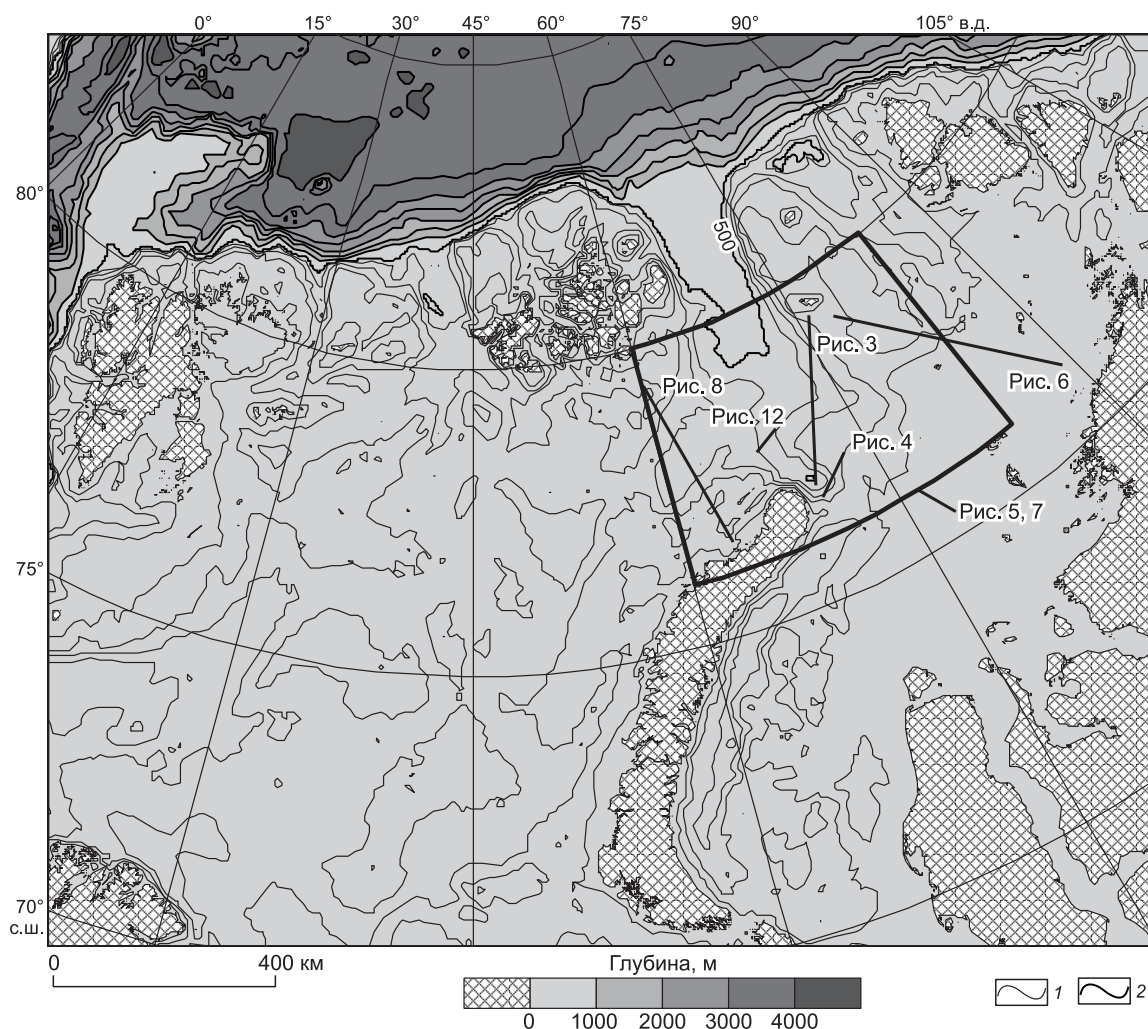 0° 15° 30° 45° 60° 75° 90° 105° в.д.
80°
500
Рис. 3
Рис. 6
Рис. 8
Рис. 12
Рис. 4
Рис. 5, 7
75°
70°
с.ш.
0 400 км
Глубина, м
0 1000 2000 3000 4000
1 2